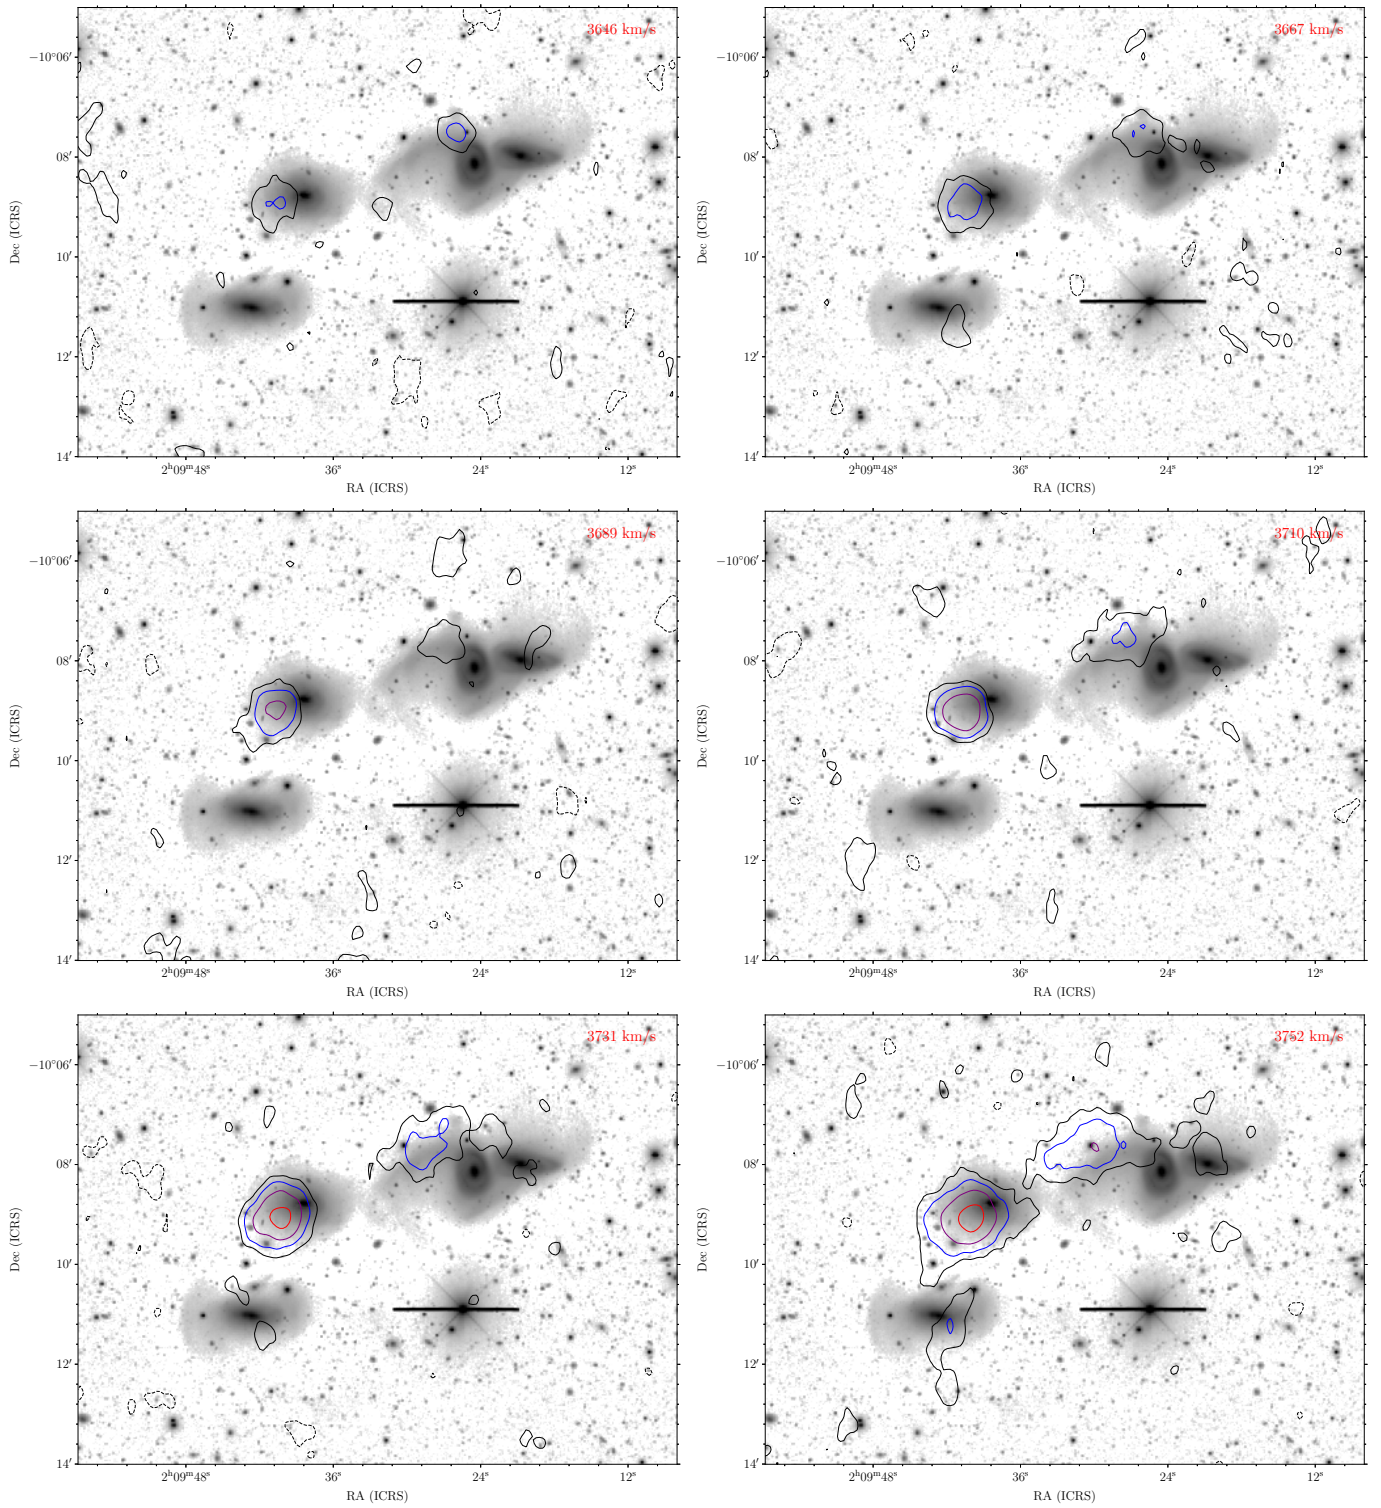 3646 km/s
−10°06′
08′
10′
12′
14′
Dec (ICRS)
2ʰ09ᵐ48ˢ 36ˢ 24ˢ 12ˢ
RA (ICRS)
3667 km/s
−10°06′
08′
10′
12′
14′
Dec (ICRS)
2ʰ09ᵐ48ˢ 36ˢ 24ˢ 12ˢ
RA (ICRS)
3689 km/s
−10°06′
08′
10′
12′
14′
Dec (ICRS)
2ʰ09ᵐ48ˢ 36ˢ 24ˢ 12ˢ
RA (ICRS)
3710 km/s
−10°06′
08′
10′
12′
14′
Dec (ICRS)
2ʰ09ᵐ48ˢ 36ˢ 24ˢ 12ˢ
RA (ICRS)
3731 km/s
−10°06′
08′
10′
12′
14′
Dec (ICRS)
2ʰ09ᵐ48ˢ 36ˢ 24ˢ 12ˢ
RA (ICRS)
3752 km/s
−10°06′
08′
10′
12′
14′
Dec (ICRS)
2ʰ09ᵐ48ˢ 36ˢ 24ˢ 12ˢ
RA (ICRS)